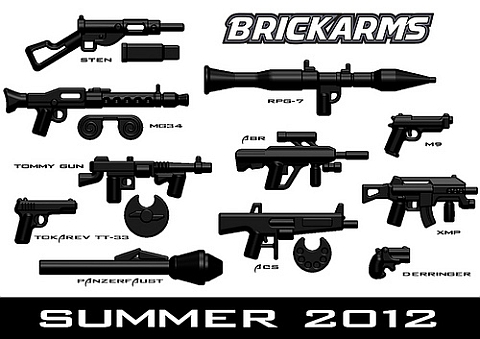 BRICKARMS
STEN
RPG-7
MG34
ABR
M9
TOMMY GUN
TOKAREV TT-33
XMP
ACS
DERRINGER
PANZERFAUST
SUMMER 2012